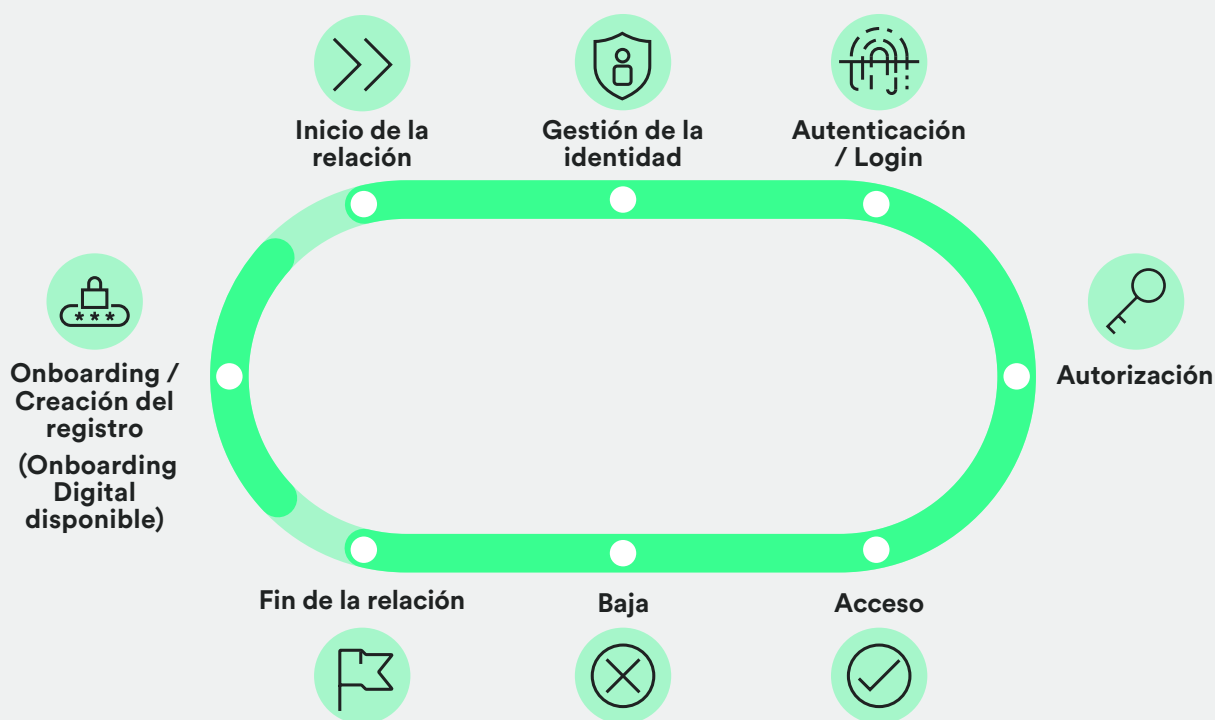 Inicio de la
relación
Gestión de la
identidad
Autenticación
/ Login
Onboarding /
Creación del
registro
(Onboarding
Digital
disponible)
Autorización
Fin de la relación
Baja
Acceso